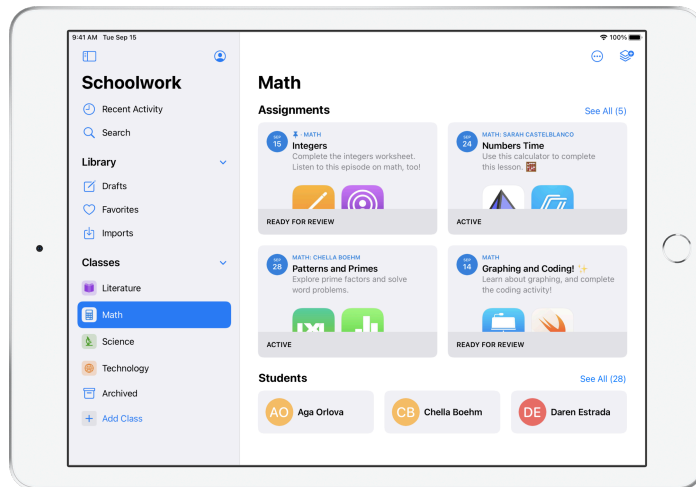 9:41 AM Tue Sep 15
100%
Schoolwork
Recent Activity
Search
Library
Drafts
Favorites
Imports
Classes
Literature
Math
Science
Technology
Archived
Add Class
Math
Assignments
See All (5)
SEP
15
· MATH
Integers
Complete the integers worksheet.
Listen to this episode on math, too!
READY FOR REVIEW
SEP
24
MATH: SARAH CASTELBLANCO
Numbers Time
Use this calculator to complete
this lesson. 🧮
ACTIVE
SEP
28
MATH: CHELLA BOEHM
Patterns and Primes
Explore prime factors and solve
word problems.
IXL
ACTIVE
SEP
14
MATH
Graphing and Coding! ✨
Learn about graphing, and complete
the coding activity!
READY FOR REVIEW
Students
See All (28)
AO
Aga Orlova
CB
Chella Boehm
DE
Daren Estrada